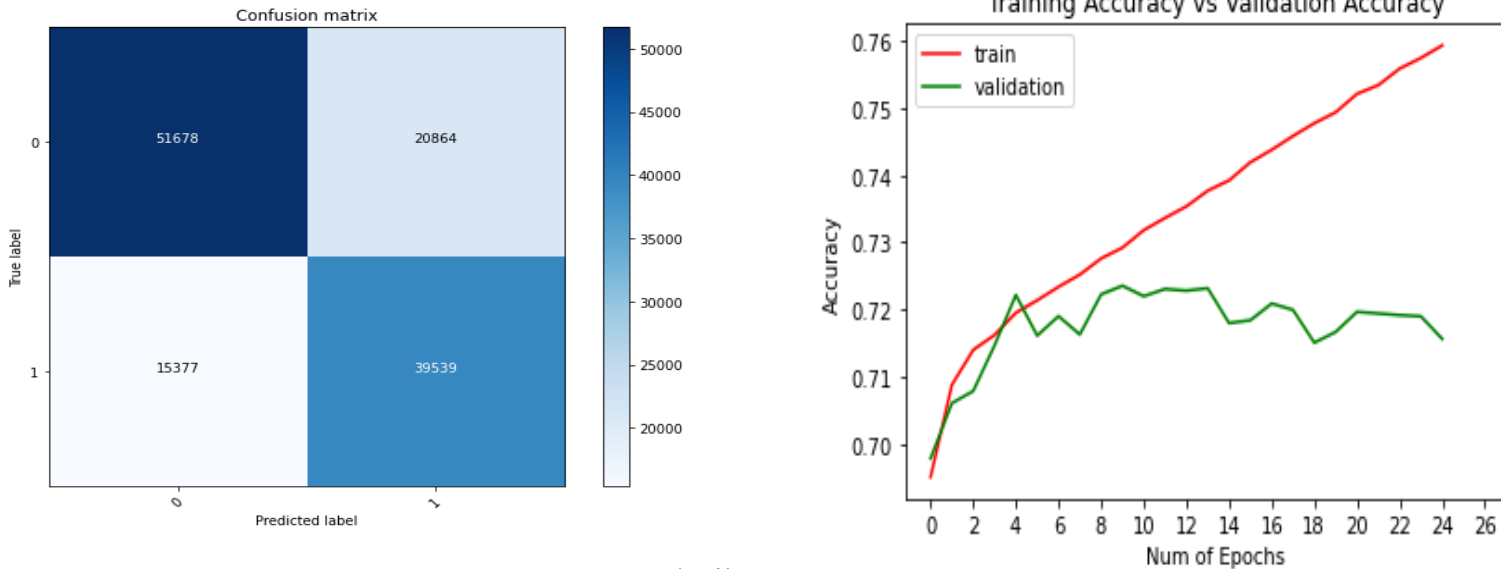 Confusion matrix
50000
45000
40000
35000
30000
25000
20000
0
51678
20864
1
15377
39539
True label
0
1
Predicted label
Training Accuracy vs Validation Accuracy
train
validation
0.76
0.75
0.74
0.73
0.72
0.71
0.70
Accuracy
0 2 4 6 8 10 12 14 16 18 20 22 24 26
Num of Epochs